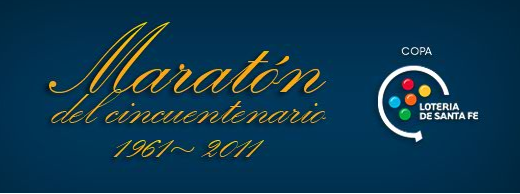 Maratón
del cincuentenario
1961~ 2011
COPA
LOTERIA
DE SANTA FE